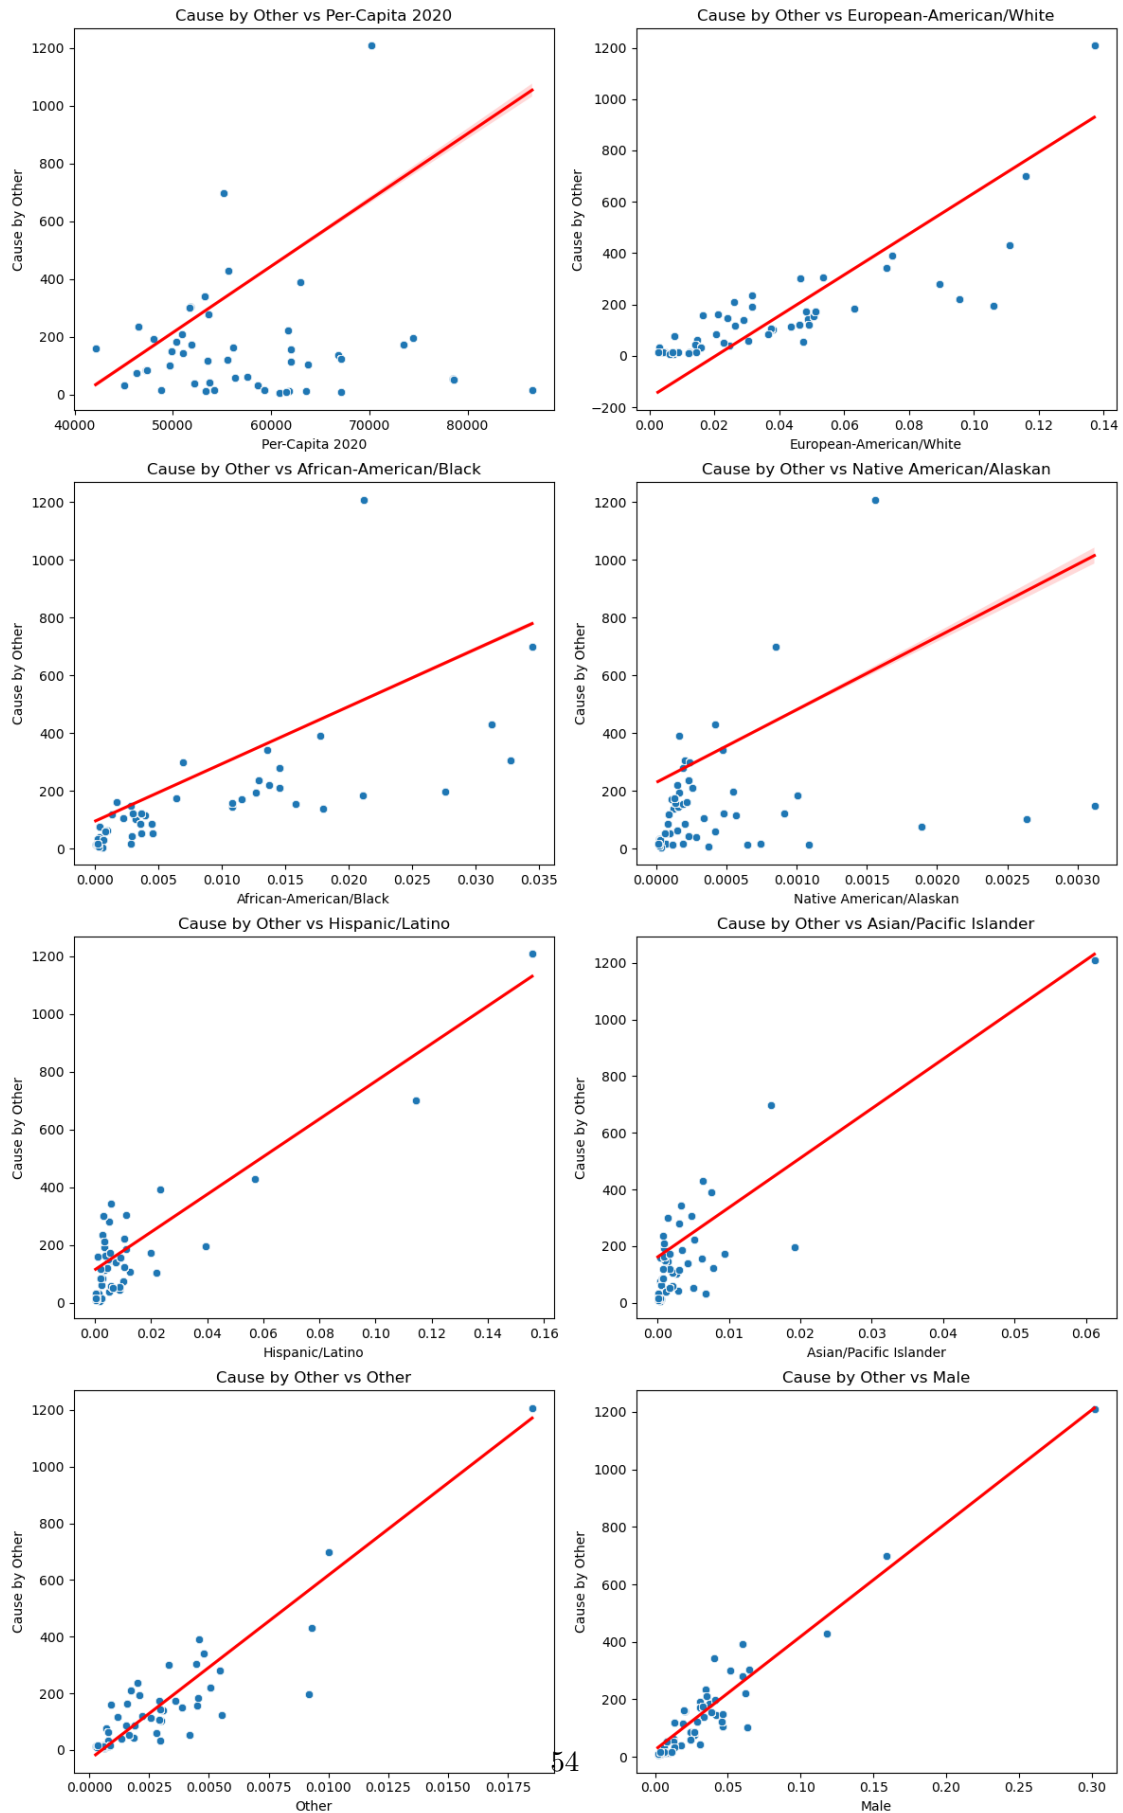 Cause by Other vs Per-Capita 2020
Cause by Other
1200
1000
800
600
400
200
0
40000 50000 60000 70000 80000
Per-Capita 2020
Cause by Other vs European-American/White
Cause by Other
1200
1000
800
600
400
200
0
−200
0.00 0.02 0.04 0.06 0.08 0.10 0.12 0.14
European-American/White
Cause by Other vs African-American/Black
Cause by Other
1200
1000
800
600
400
200
0
0.000 0.005 0.010 0.015 0.020 0.025 0.030 0.035
African-American/Black
Cause by Other vs Native American/Alaskan
Cause by Other
1200
1000
800
600
400
200
0
0.0000 0.0005 0.0010 0.0015 0.0020 0.0025 0.0030
Native American/Alaskan
Cause by Other vs Hispanic/Latino
Cause by Other
1200
1000
800
600
400
200
0
0.00 0.02 0.04 0.06 0.08 0.10 0.12 0.14 0.16
Hispanic/Latino
Cause by Other vs Asian/Pacific Islander
Cause by Other
1200
1000
800
600
400
200
0
0.00 0.01 0.02 0.03 0.04 0.05 0.06
Asian/Pacific Islander
Cause by Other vs Other
Cause by Other
1200
1000
800
600
400
200
0
0.0000 0.0025 0.0050 0.0075 0.0100 0.0125 0.0150 0.0175
Other
Cause by Other vs Male
Cause by Other
1200
1000
800
600
400
200
0
0.00 0.05 0.10 0.15 0.20 0.25 0.30
Male
54